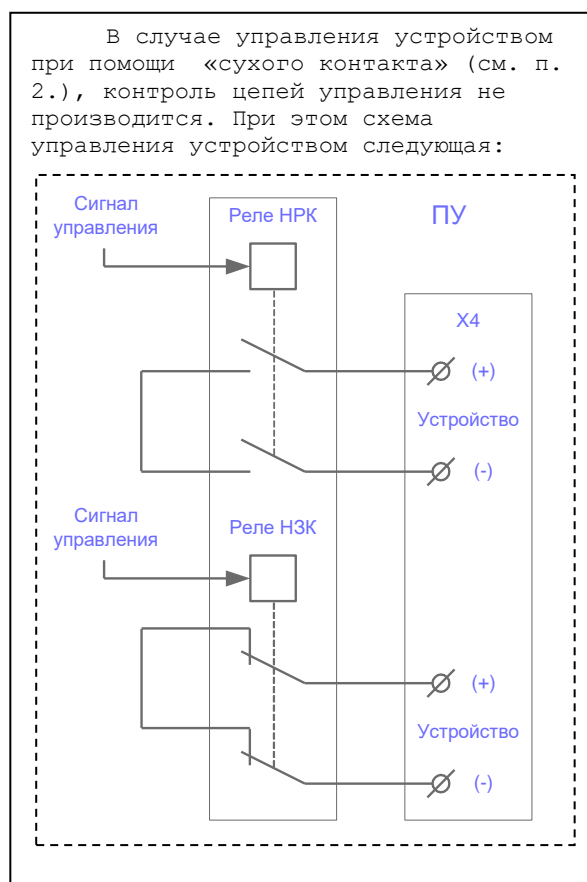 В случае управления устройством
при помощи «сухого контакта» (см. п.
2.), контроль цепей управления не
производится. При этом схема
управления устройством следующая:
Сигнал
управления
Реле НРК
ПУ
X4
(+)
Устройство
(-)
Сигнал
управления
Реле НЗК
(+)
Устройство
(-)